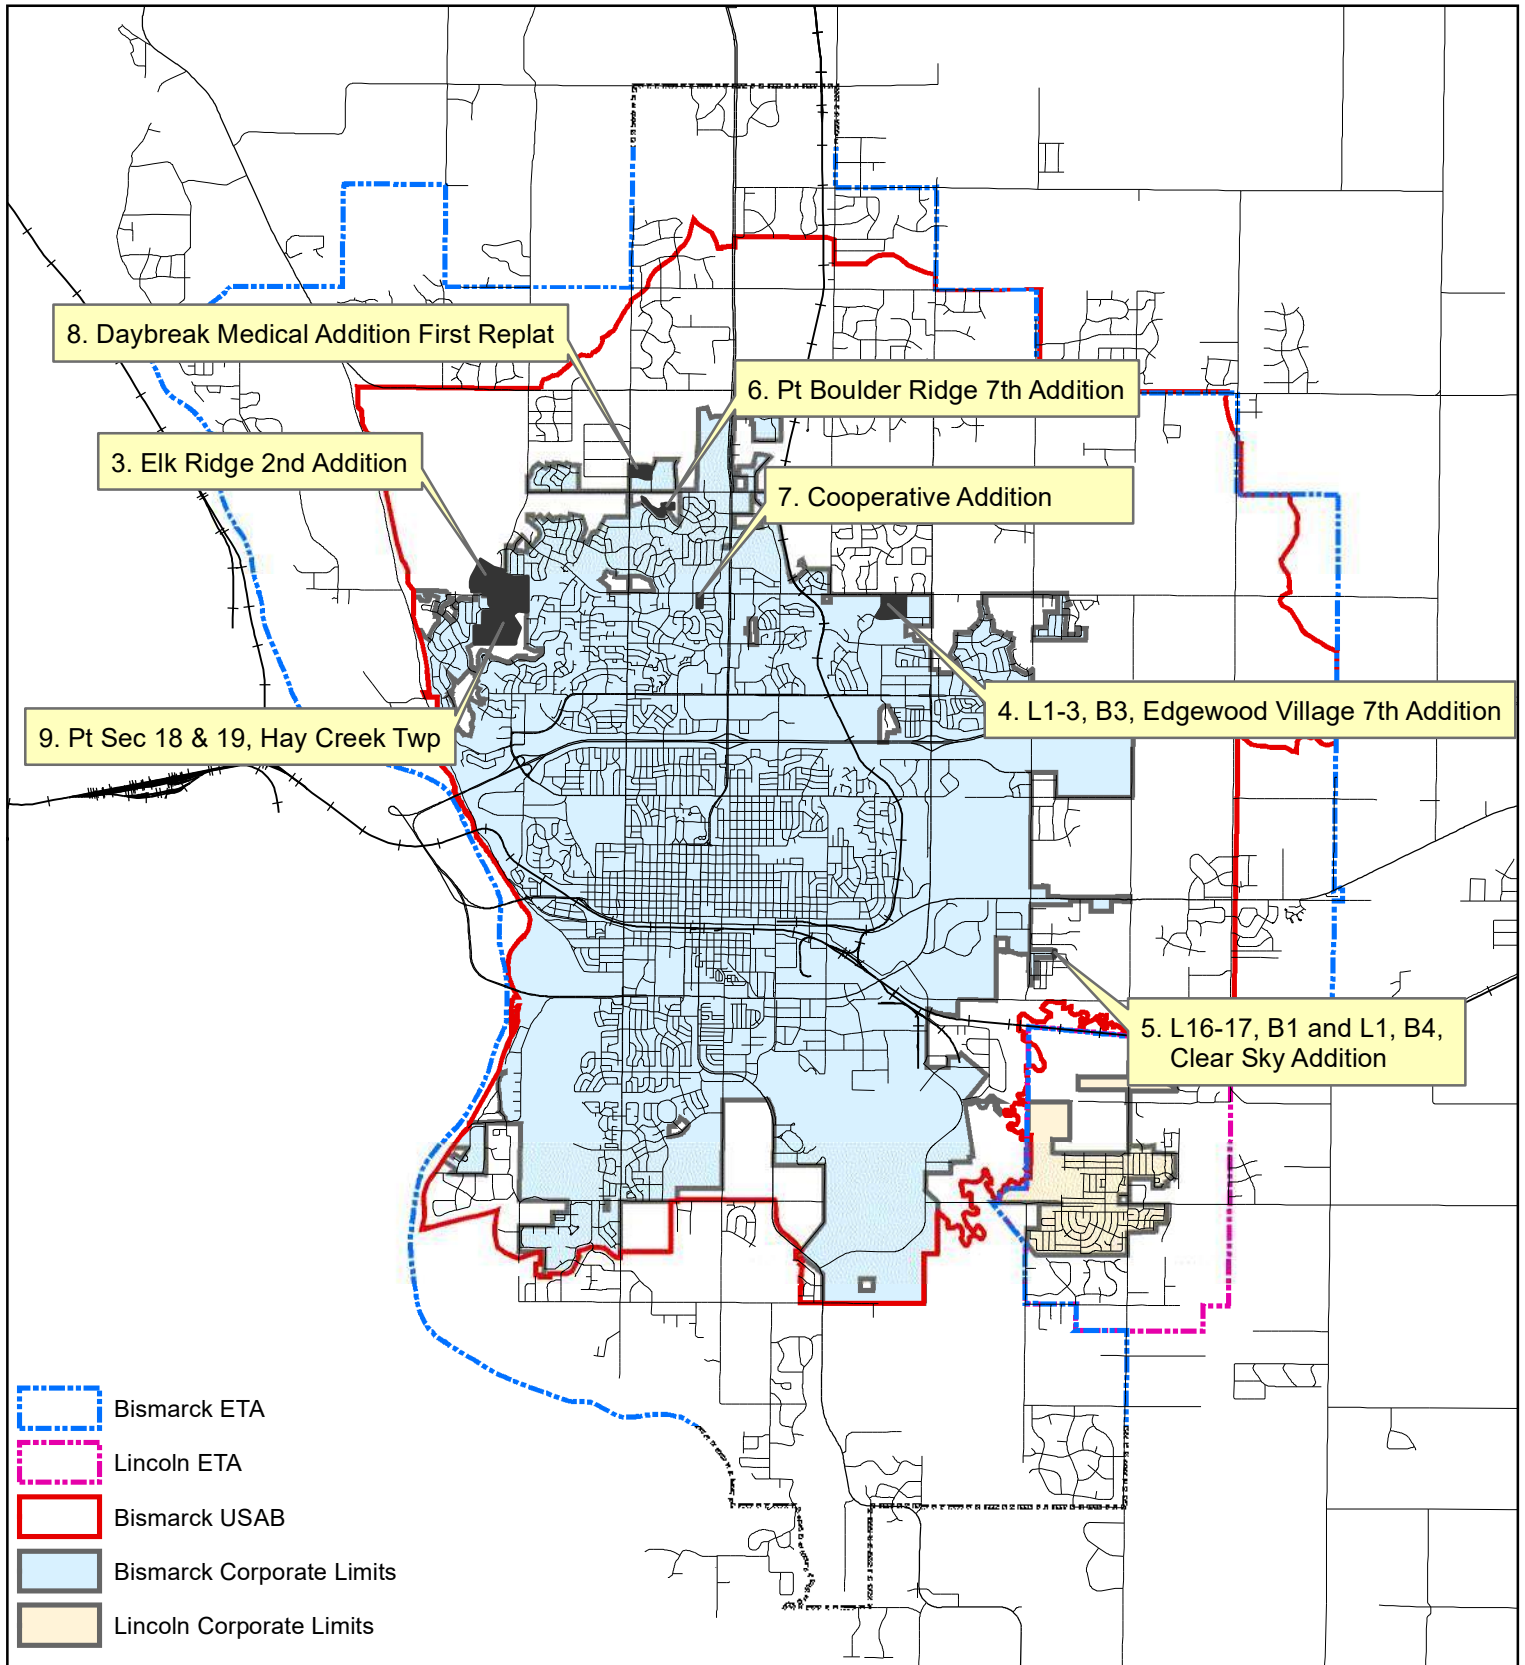 8. Daybreak Medical Addition First Replat
6. Pt Boulder Ridge 7th Addition
3. Elk Ridge 2nd Addition
7. Cooperative Addition
4. L1-3, B3, Edgewood Village 7th Addition
9. Pt Sec 18 & 19, Hay Creek Twp
5. L16-17, B1 and L1, B4,
Clear Sky Addition
Bismarck ETA
Lincoln ETA
Bismarck USAB
Bismarck Corporate Limits
Lincoln Corporate Limits